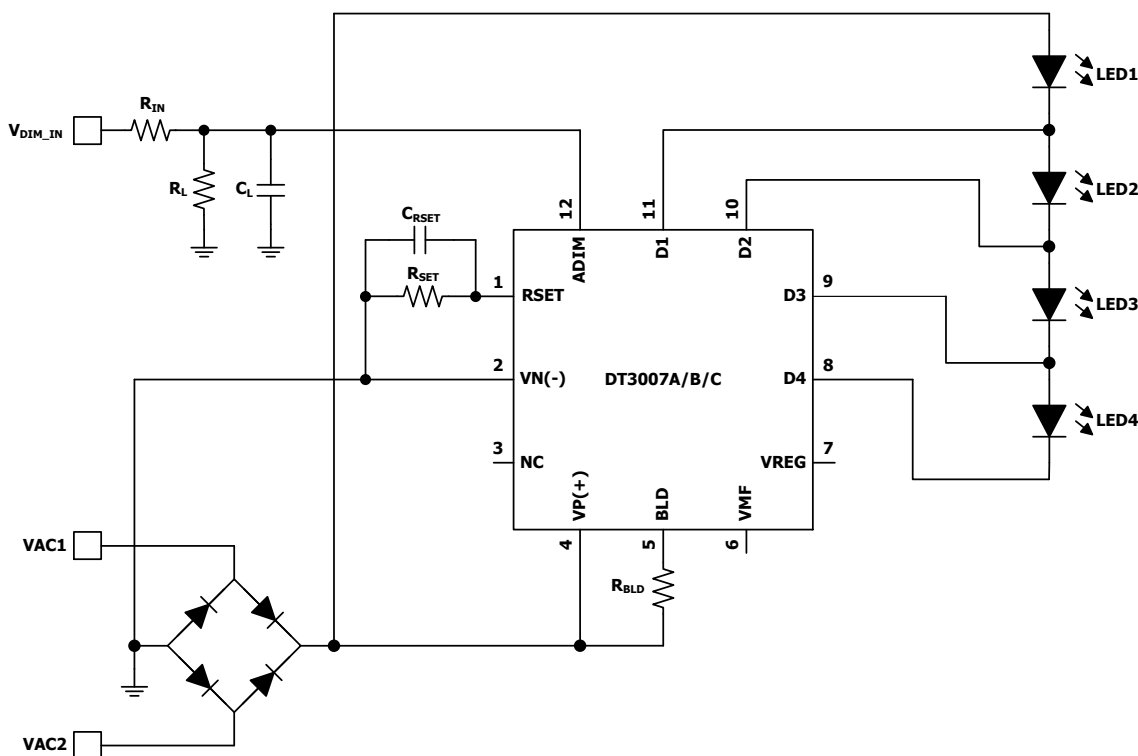 LED1
R_IN
V_DIM_IN
R_L
C_L
12
11
10
LED2
C_RSET
ADIM
D1
D2
R_SET
1
RSET
D3
9
LED3
2
VN(-)
DT3007A/B/C
D4
8
LED4
3
NC
VREG
7
VP(+)
BLD
VMF
4
5
6
VAC1
R_BLD
VAC2